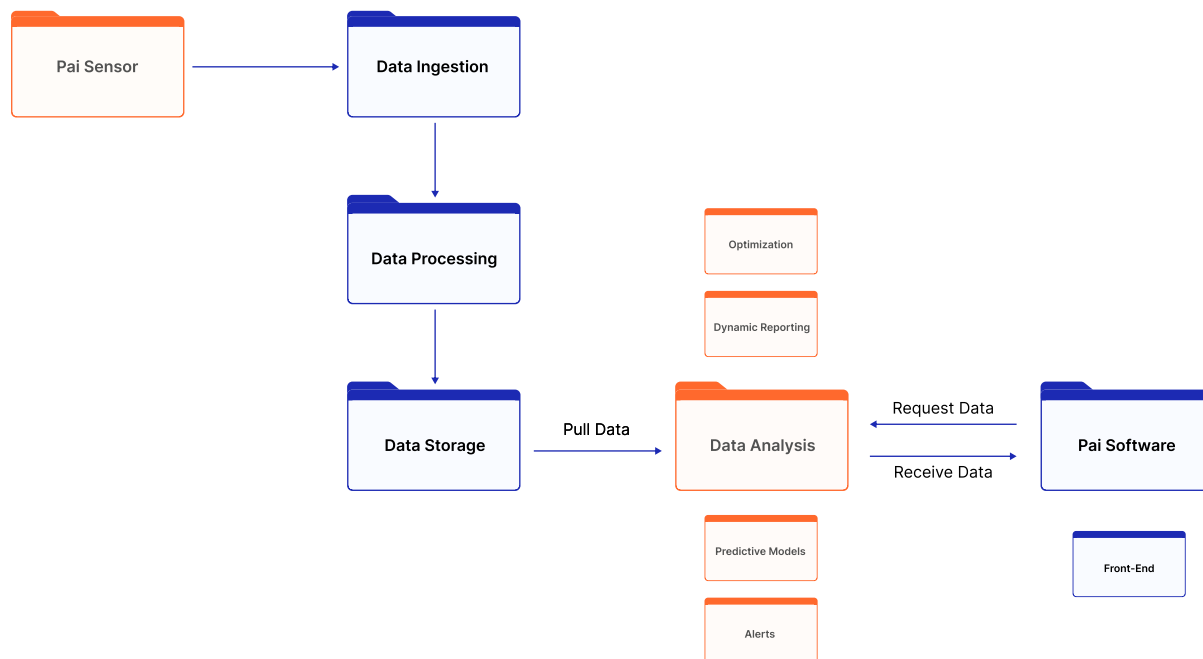 Pai Sensor
Data Ingestion
Data Processing
Optimization
Dynamic Reporting
Data Storage
Pull Data
Data Analysis
Request Data
Receive Data
Pai Software
Predictive Models
Front-End
Alerts